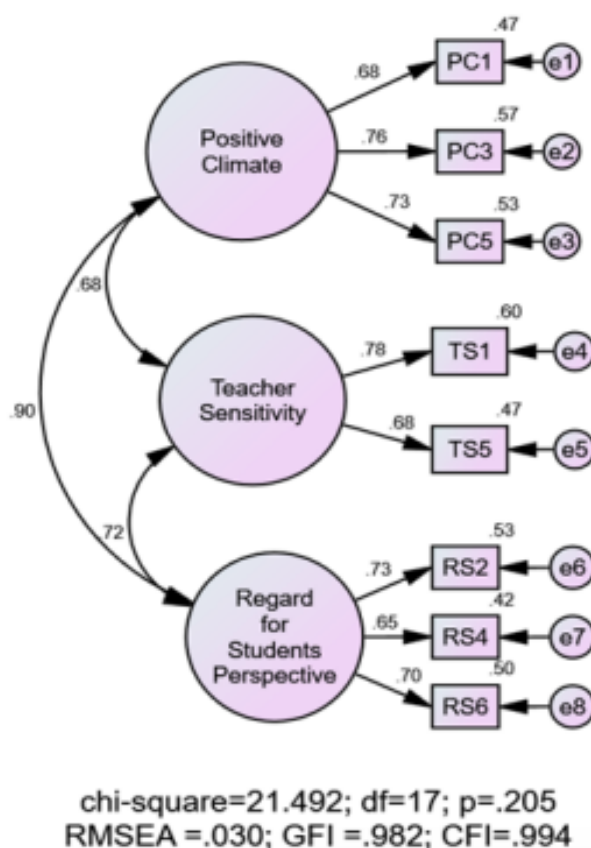 .47
.68
PC1
e1
.57
Positive
Climate
.76
PC3
e2
.73
.53
PC5
e3
.68
.60
.78
TS1
e4
Teacher
Sensitivity
.90
.68
.47
TS5
e5
.72
.53
.73
RS2
e6
Regard
for
Students
Perspective
.42
.65
RS4
e7
.50
.70
RS6
e8
chi-square=21.492; df=17; p=.205
RMSEA =.030; GFI =.982; CFI=.994